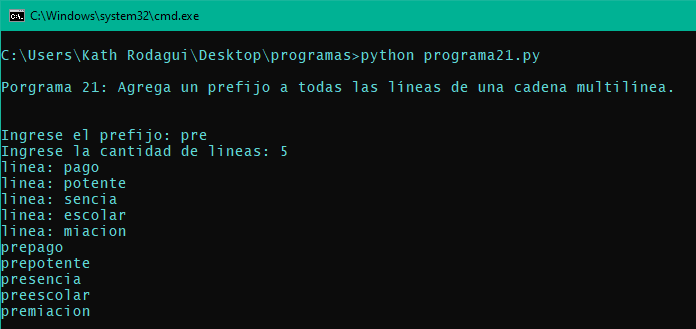 C:\Windows\system32\cmd.exe
C:\Users\Kath Rodagui\Desktop\programas>python programa21.py
Porgrama 21: Agrega un prefijo a todas las líneas de una cadena multilínea.
Ingrese el prefijo: pre
Ingrese la cantidad de lineas: 5
linea: pago
linea: potente
linea: sencia
linea: escolar
linea: miacion
prepago
prepotente
presencia
preescolar
premiacion